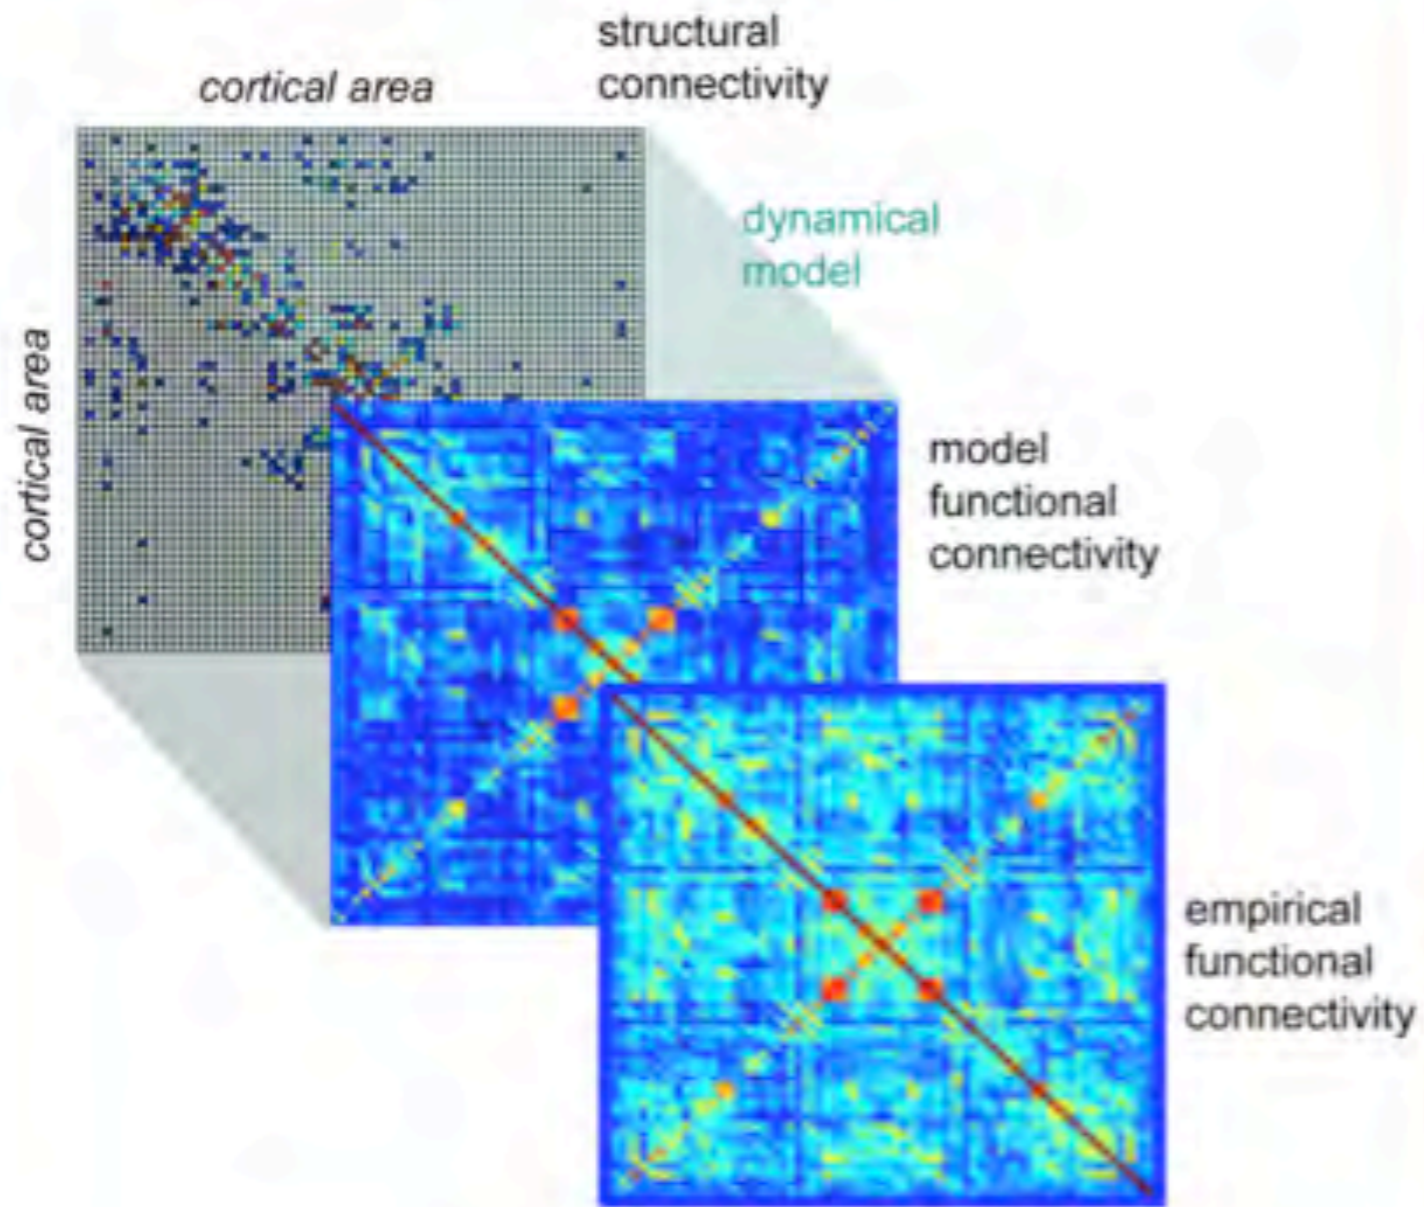 structural
connectivity
cortical area
dynamical
model
cortical area
model
functional
connectivity
empirical
functional
connectivity